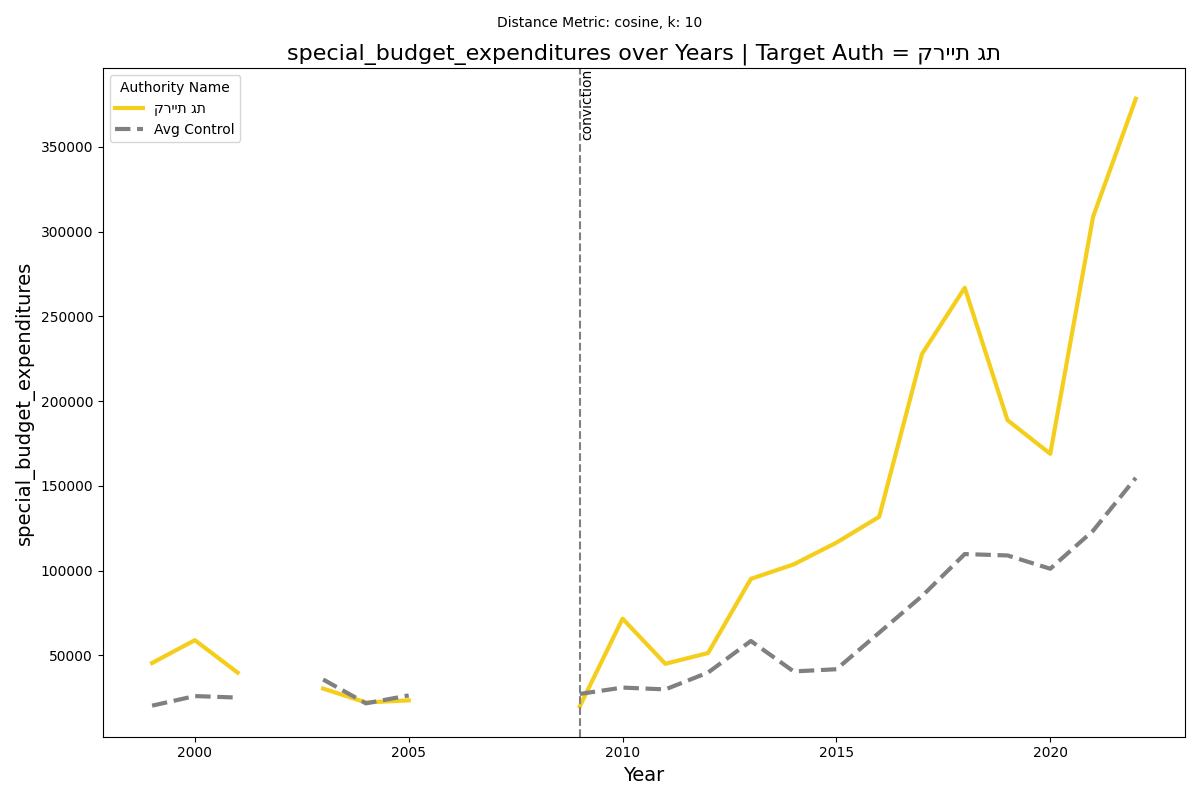 Distance Metric: cosine, k: 10
special_budget_expenditures over Years | Target Auth = קריית גת
Authority Name
קריית גת
Avg Control
conviction
350000
300000
250000
200000
150000
100000
50000
special_budget_expenditures
2000
2005
2010
2015
2020
Year